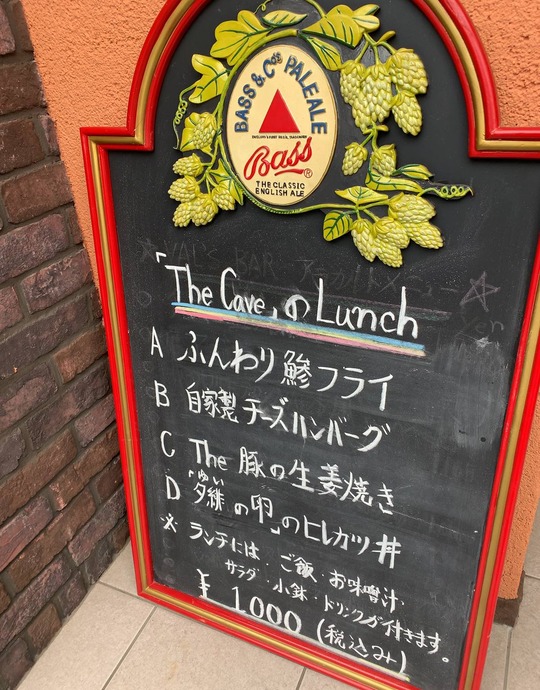 BASS & Co's PALE ALE
Bass®
THE CLASSIC
ENGLISH ALE
BAR
「The Cave」のLunch
A ふんわり鯵フライ
B 自家製チーズハンバーグ
C The 豚の生姜焼き
ゆい
D 「夕維の卵」のヒレカツ丼
※ ランチには・ご飯・お味噌汁・
サラダ・小鉢・ドリンクが付きます。
¥1000(税込み)